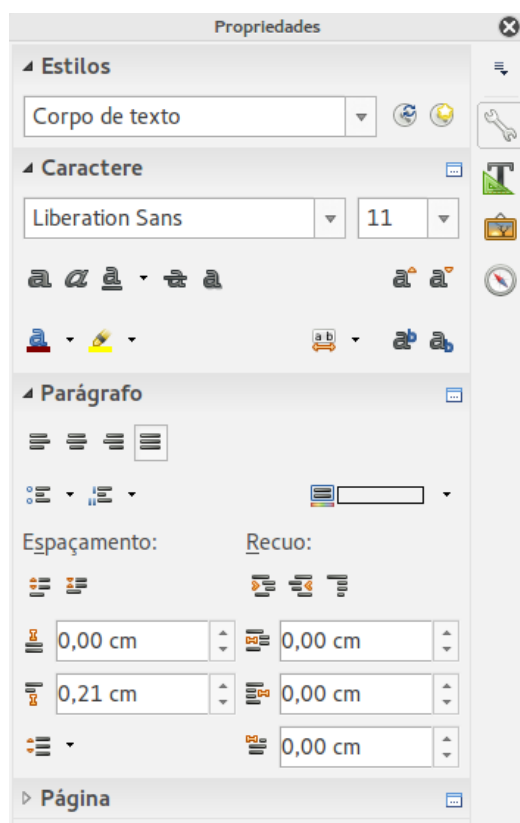 Propriedades
Estilos
Corpo de texto
Caractere
Liberation Sans 11
Parágrafo
Espaçamento: Recuo:
0,00 cm 0,00 cm
0,21 cm 0,00 cm
0,00 cm
Página